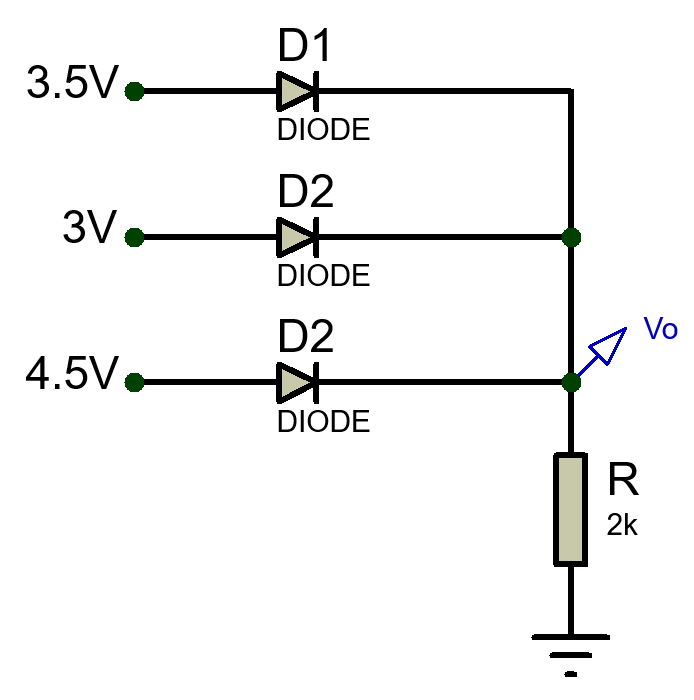 D1
3.5V
DIODE
D2
3V
DIODE
D2
4.5V
DIODE
Vo
R
2k